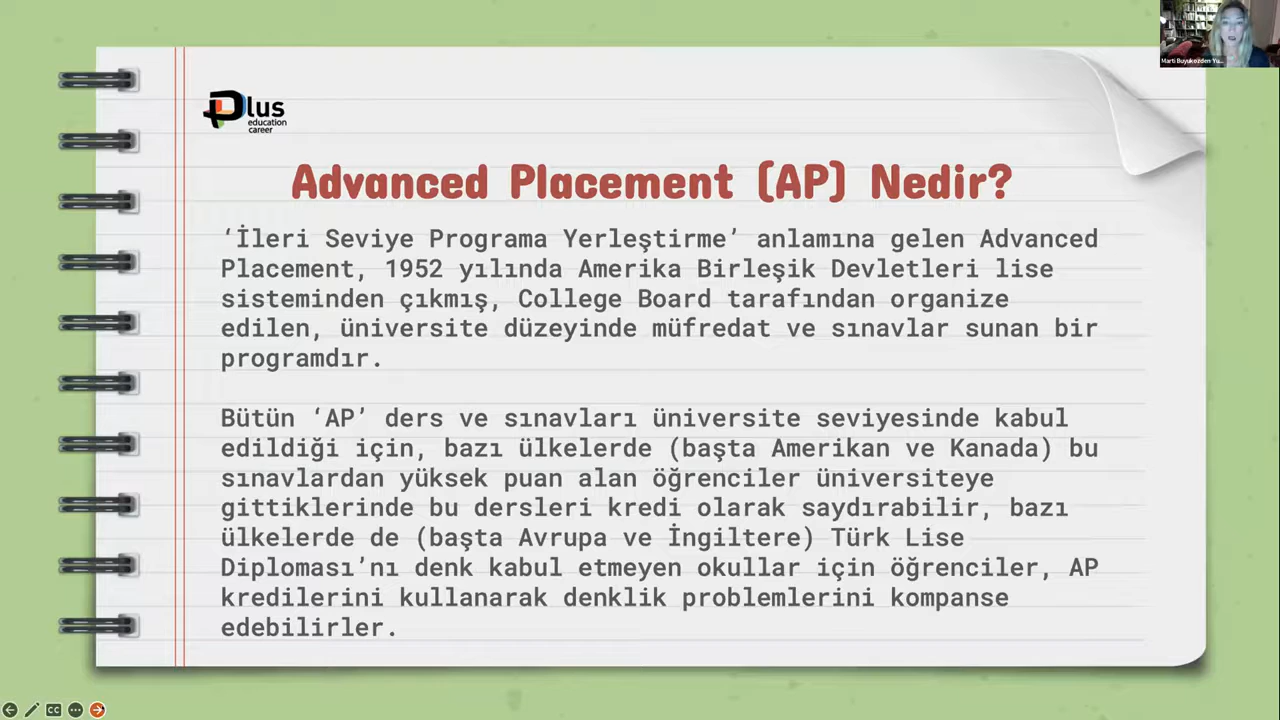 Marti Buyukozden Yu...
Plus
education
career
Advanced Placement (AP) Nedir?
‘İleri Seviye Programa Yerleştirme’ anlamına gelen Advanced
Placement, 1952 yılında Amerika Birleşik Devletleri lise
sisteminden çıkmış, College Board tarafından organize
edilen, üniversite düzeyinde müfredat ve sınavlar sunan bir
programdır.
Bütün ‘AP’ ders ve sınavları üniversite seviyesinde kabul
edildiği için, bazı ülkelerde (başta Amerikan ve Kanada) bu
sınavlardan yüksek puan alan öğrenciler üniversiteye
gittiklerinde bu dersleri kredi olarak saydırabilir, bazı
ülkelerde de (başta Avrupa ve İngiltere) Türk Lise
Diploması’nı denk kabul etmeyen okullar için öğrenciler, AP
kredilerini kullanarak denklik problemlerini kompanse
edebilirler.
CC